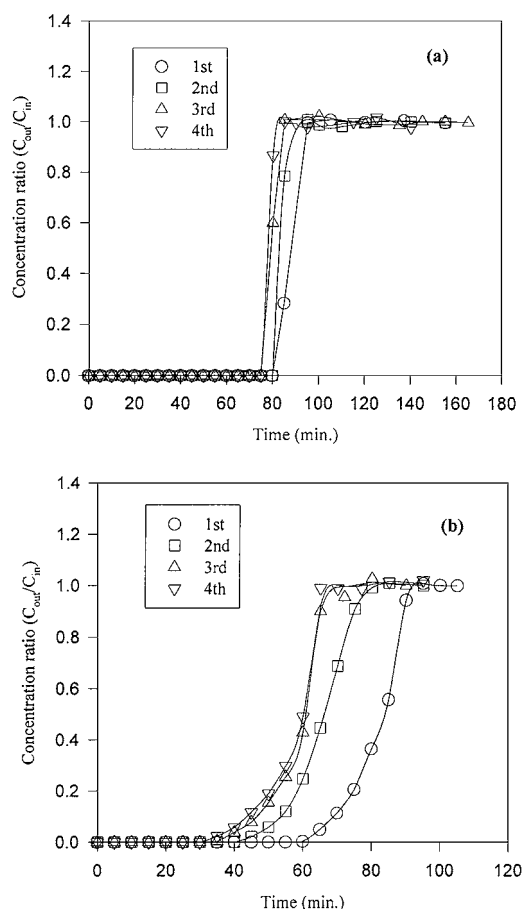 1.4
(a)
1st
2nd
3rd
4th
1.2
1.0
0.8
0.6
0.4
0.2
0.0
Concentration ratio (Cout/Cin)
0 20 40 60 80 100 120 140 160 180
Time (min.)
1.4
(b)
1st
2nd
3rd
4th
1.2
1.0
0.8
0.6
0.4
0.2
0.0
Concentration ratio (Cout/Cin)
0 20 40 60 80 100 120
Time (min.)